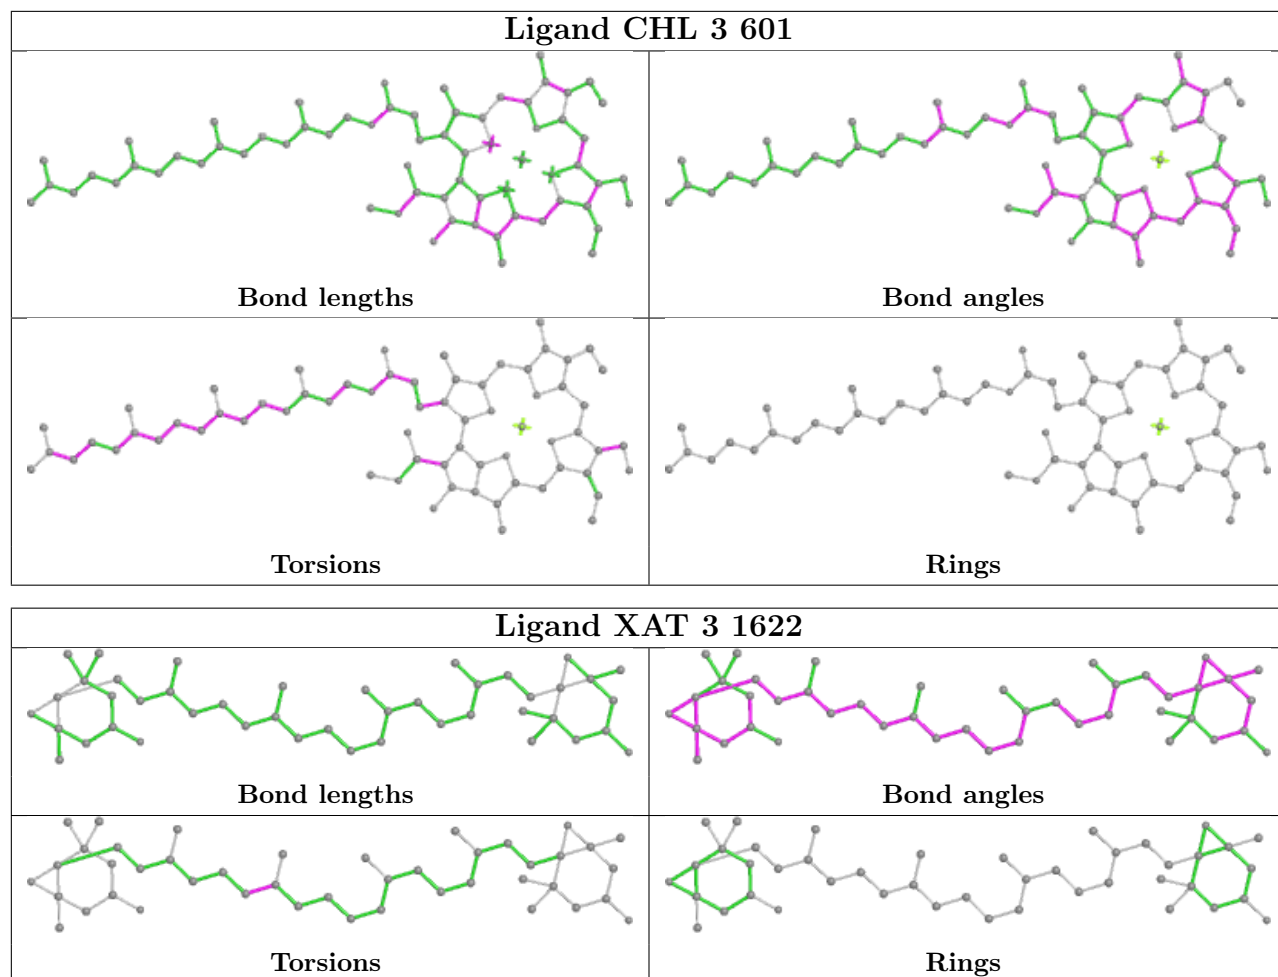 Ligand CHL 3 601
Bond lengths
Bond angles
Torsions
Rings
Ligand XAT 3 1622
Bond lengths
Bond angles
Torsions
Rings